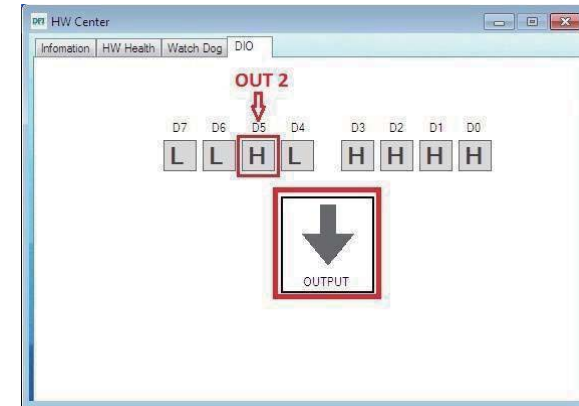 DPI HW Center
Infomation HW Health Watch Dog DIO
OUT 2
D7 D6 D5 D4 D3 D2 D1 D0
L L H L H H H H
OUTPUT